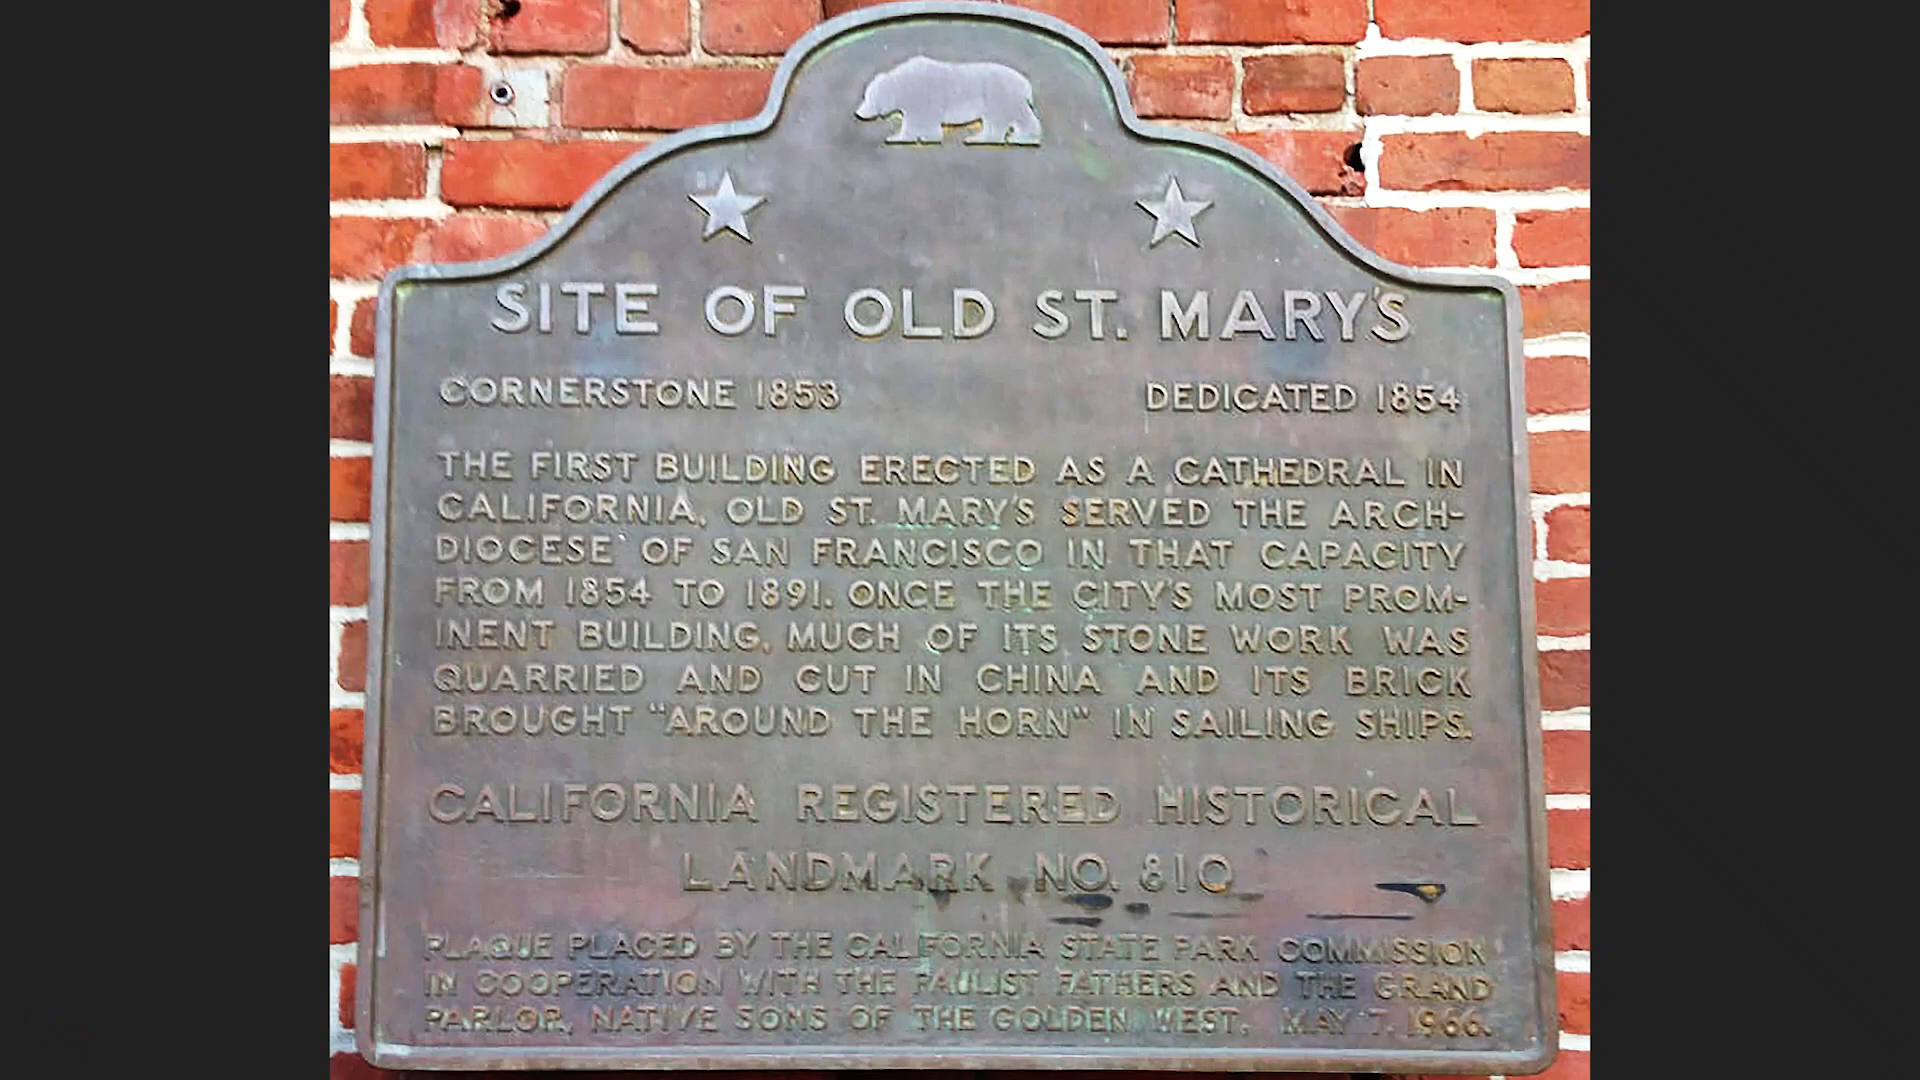 SITE OF OLD ST. MARY'S
CORNERSTONE 1853 DEDICATED 1854
THE FIRST BUILDING ERECTED AS A CATHEDRAL IN
CALIFORNIA, OLD ST. MARY'S SERVED THE ARCH-
DIOCESE OF SAN FRANCISCO IN THAT CAPACITY
FROM 1854 TO 1891. ONCE THE CITY'S MOST PROM-
INENT BUILDING, MUCH OF ITS STONE WORK WAS
QUARRIED AND CUT IN CHINA AND ITS BRICK
BROUGHT "AROUND THE HORN" IN SAILING SHIPS.
CALIFORNIA REGISTERED HISTORICAL
LANDMARK NO. 810
PLAQUE PLACED BY THE CALIFORNIA STATE PARK COMMISSION
IN COOPERATION WITH THE PAULIST FATHERS AND THE GRAND
PARLOR, NATIVE SONS OF THE GOLDEN WEST, MAY 7, 1966.